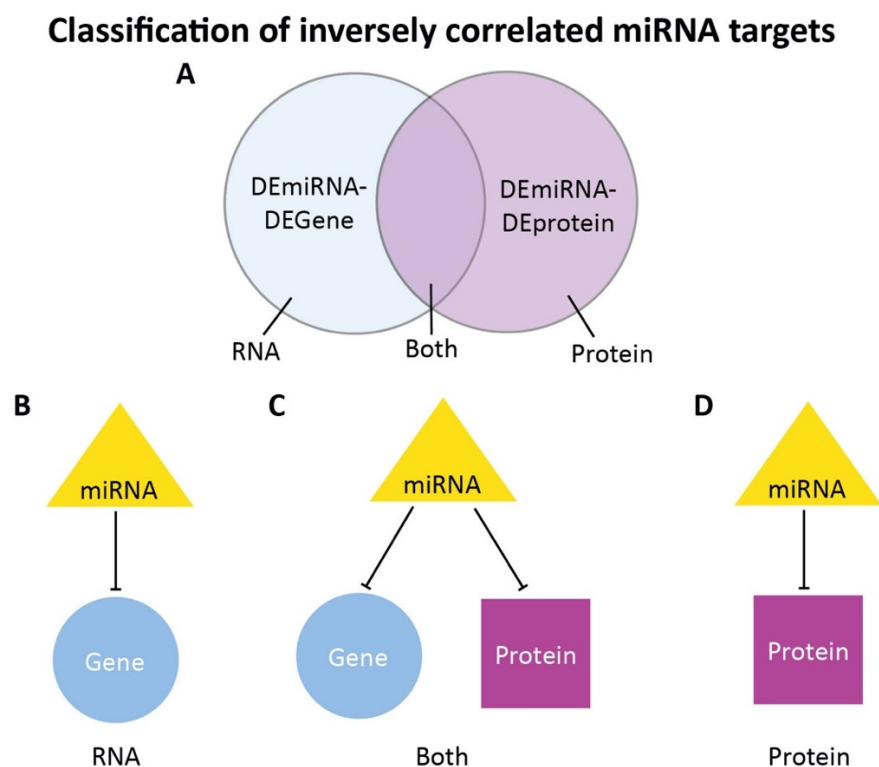 Classification of inversely correlated miRNA targets
A
DEmiRNA-
DEGene
DEmiRNA-
DEprotein
RNA
Both
Protein
B
C
D
miRNA
miRNA
miRNA
Gene
Gene
Protein
Protein
RNA
Both
Protein